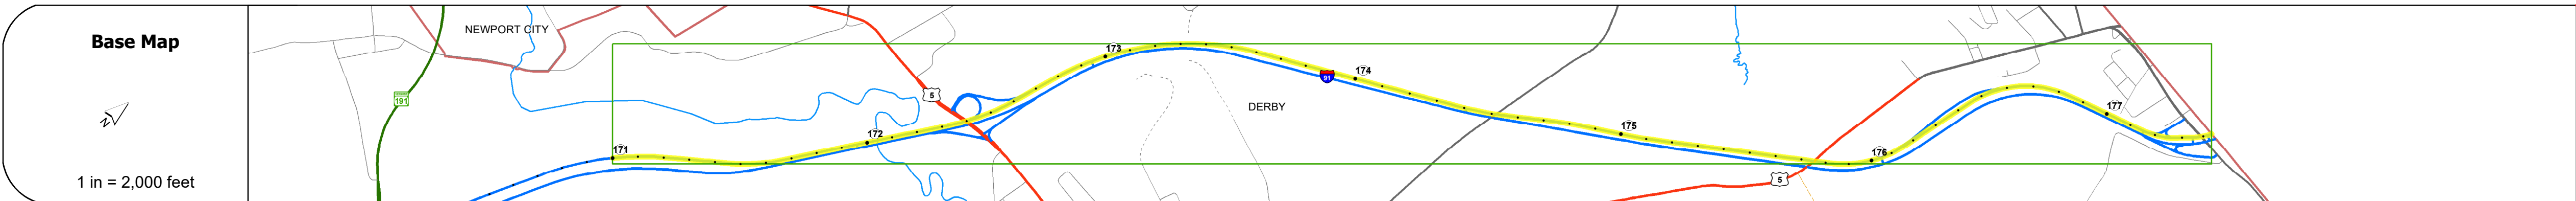 Base Map
N
1 in = 2,000 feet
NEWPORT CITY
191
5
173
174
91
DERBY
172
171
175
177
176
5